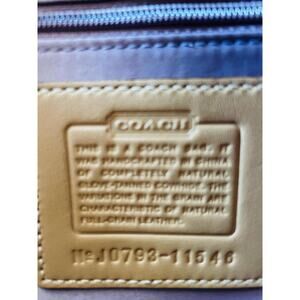 COACH
THIS IS A COACH BAG. IT
WAS HANDCRAFTED IN CHINA
OF COMPLETELY NATURAL
GLOVE-TANNED COWHIDE. THE
VARIATIONS IN THE GRAIN ARE
CHARACTERISTIC OF NATURAL
FULL-GRAIN LEATHER.
No J0793-11546